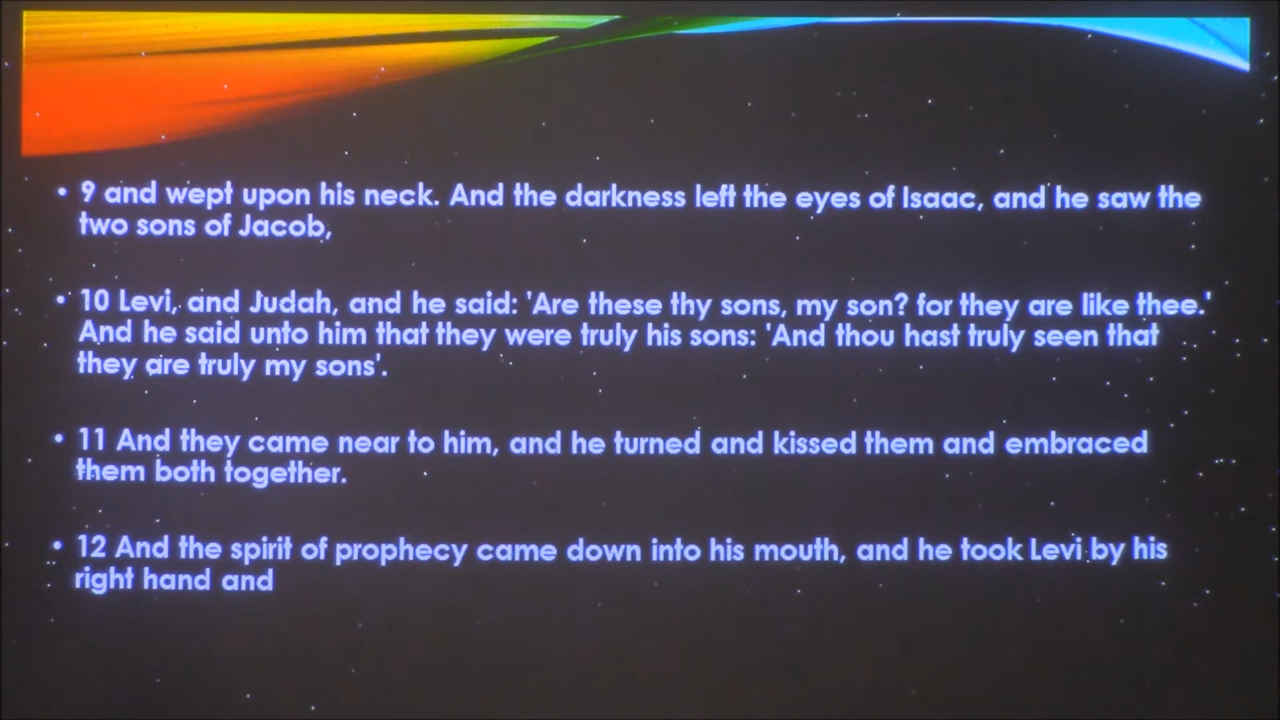 • 9 and wept upon his neck. And the darkness left the eyes of Isaac, and he saw the
two sons of Jacob,
• 10 Levi, and Judah, and he said: 'Are these thy sons, my son? for they are like thee.'
And he said unto him that they were truly his sons: 'And thou hast truly seen that
they are truly my sons'.
• 11 And they came near to him, and he turned and kissed them and embraced
them both together.
• 12 And the spirit of prophecy came down into his mouth, and he took Levi by his
right hand and